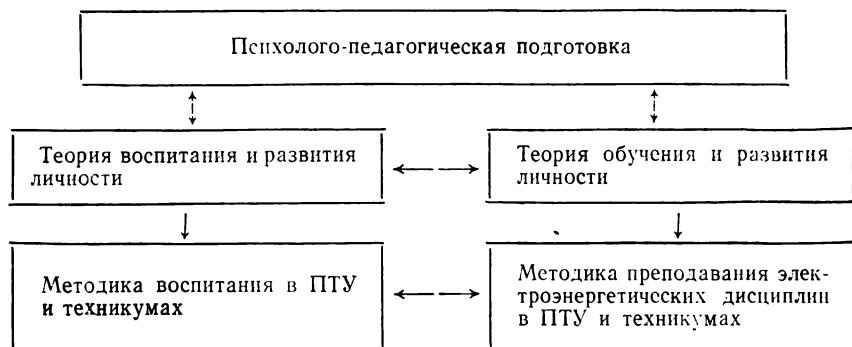 Психолого-педагогическая подготовка
Теория воспитания и развития
личности
Теория обучения и развития
личности
Методика воспитания в ПТУ
и техникумах
Методика преподавания элек-
троэнергетических дисциплин
в ПТУ и техникумах